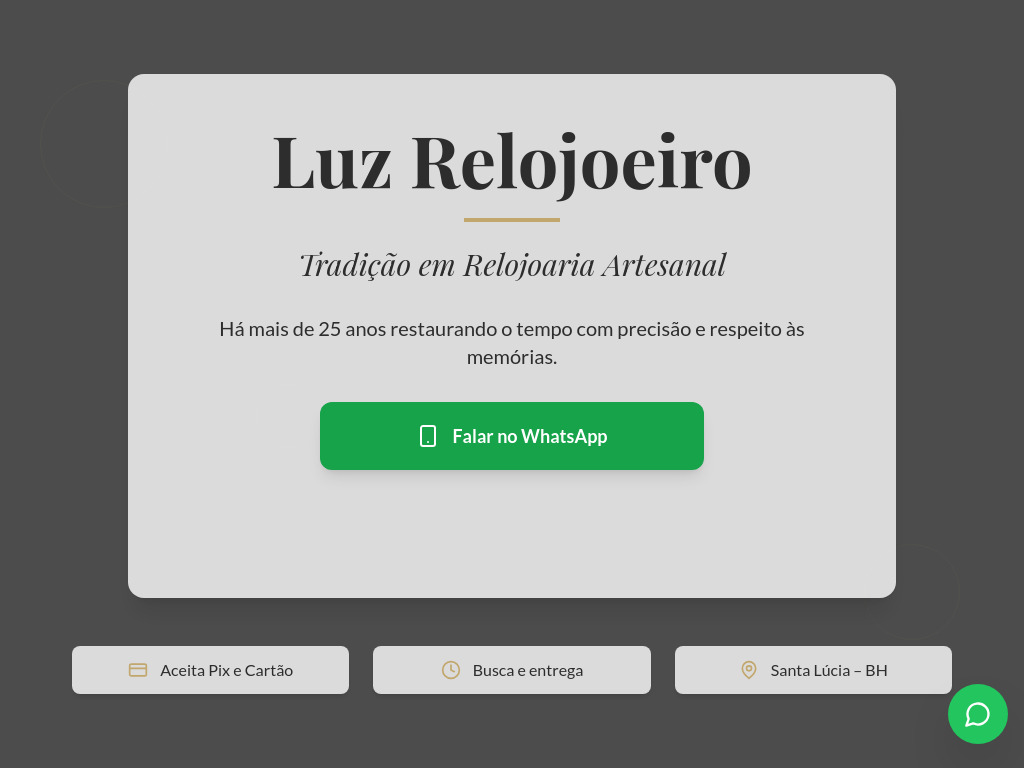 Luz Relojoeiro
Tradição em Relojoaria Artesanal
Há mais de 25 anos restaurando o tempo com precisão e respeito às
memórias.
Falar no WhatsApp
Aceita Pix e Cartão
Busca e entrega
Santa Lúcia – BH